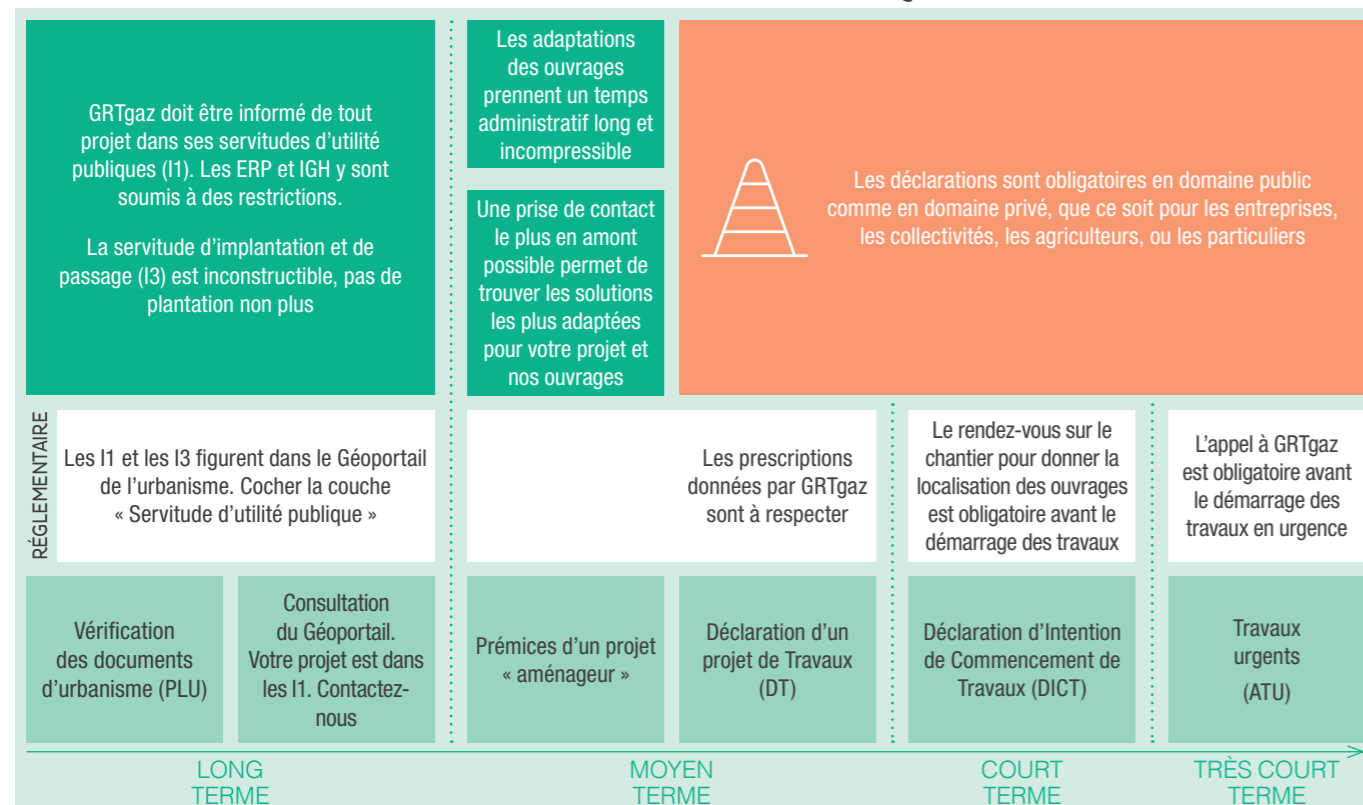 GRTgaz doit être informé de tout
projet dans ses servitudes d'utilité
publiques (I1). Les ERP et IGH y sont
soumis à des restrictions.
La servitude d'implantation et de
passage (I3) est inconstructible, pas de
plantation non plus
Les adaptations
des ouvrages
prennent un temps
administratif long et
incompressible
Une prise de contact
le plus en amont
possible permet de
trouver les solutions
les plus adaptées
pour votre projet et
nos ouvrages
Les déclarations sont obligatoires en domaine public
comme en domaine privé, que ce soit pour les entreprises,
les collectivités, les agriculteurs, ou les particuliers
RÉGLEMENTAIRE
Les I1 et les I3 figurent dans le Géoportail
de l'urbanisme. Cocher la couche
« Servitude d'utilité publique »
Les prescriptions
données par GRTgaz
sont à respecter
Le rendez-vous sur le
chantier pour donner la
localisation des ouvrages
est obligatoire avant le
démarrage des travaux
L'appel à GRTgaz
est obligatoire avant
le démarrage des
travaux en urgence
Vérification
des documents
d'urbanisme (PLU)
Consultation
du Géoportail.
Votre projet est dans
les I1. Contactez-
nous
Prémices d'un projet
« aménageur »
Déclaration d'un
projet de Travaux
(DT)
Déclaration d'Intention
de Commencement de
Travaux (DICT)
Travaux
urgents
(ATU)
LONG
TERME
MOYEN
TERME
COURT
TERME
TRÈS COURT
TERME